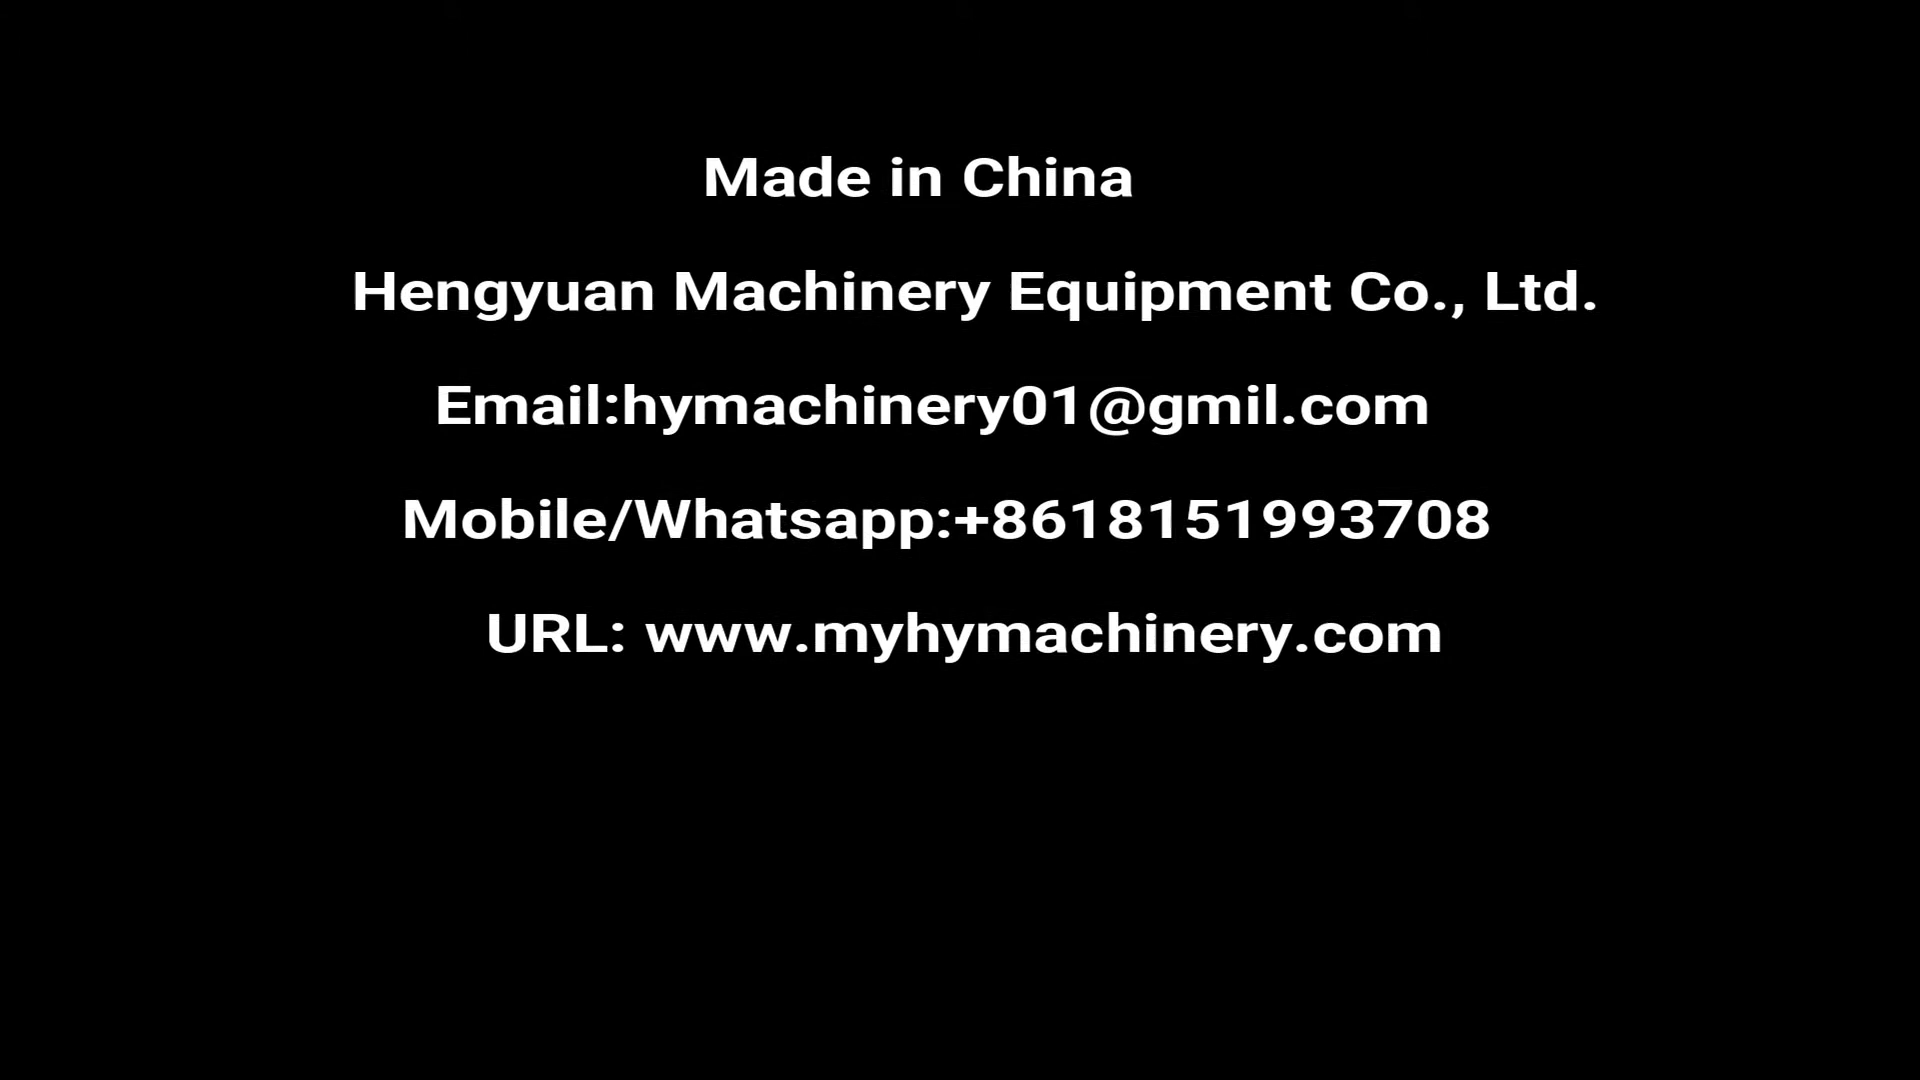 Made in China
Hengyuan Machinery Equipment Co., Ltd.
Email:hymachinery01@gmil.com
Mobile/Whatsapp:+8618151993708
URL: www.myhymachinery.com